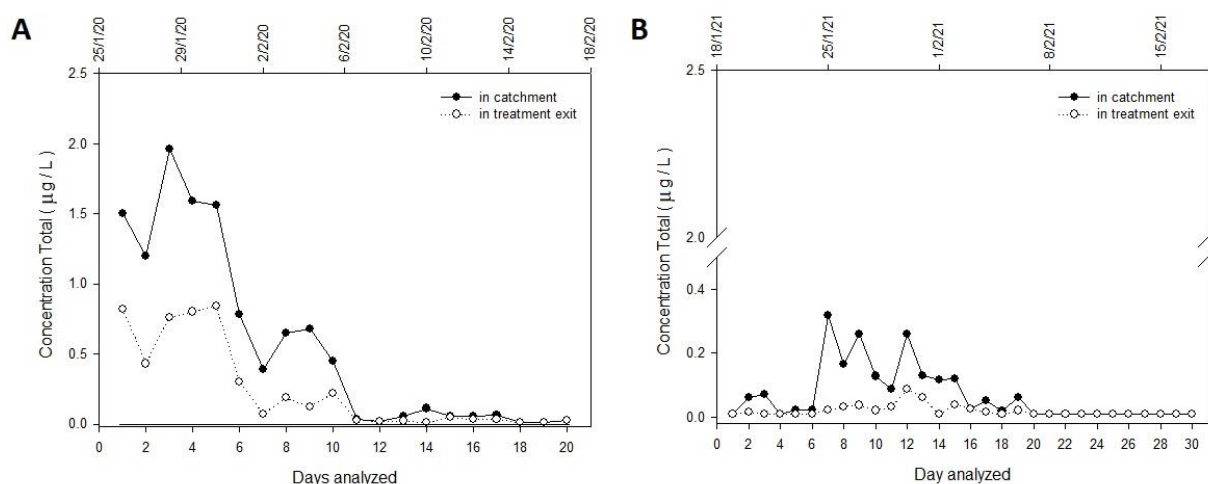 A
25/1/20
29/1/20
2/2/20
6/2/20
10/2/20
14/2/20
18/2/20
2.5
2.0
1.5
1.0
0.5
0.0
Concentration Total ( μg / L )
in catchment
in treatment exit
0 2 4 6 8 10 12 14 16 18 20
Days analyzed
B
18/1/21
25/1/21
1/2/21
8/2/21
15/2/21
2.5
2.0
0.4
0.2
0.0
Concentration Total ( μg / L )
in catchment
in treatment exit
0 2 4 6 8 10 12 14 16 18 20 22 24 26 28 30
Day analyzed